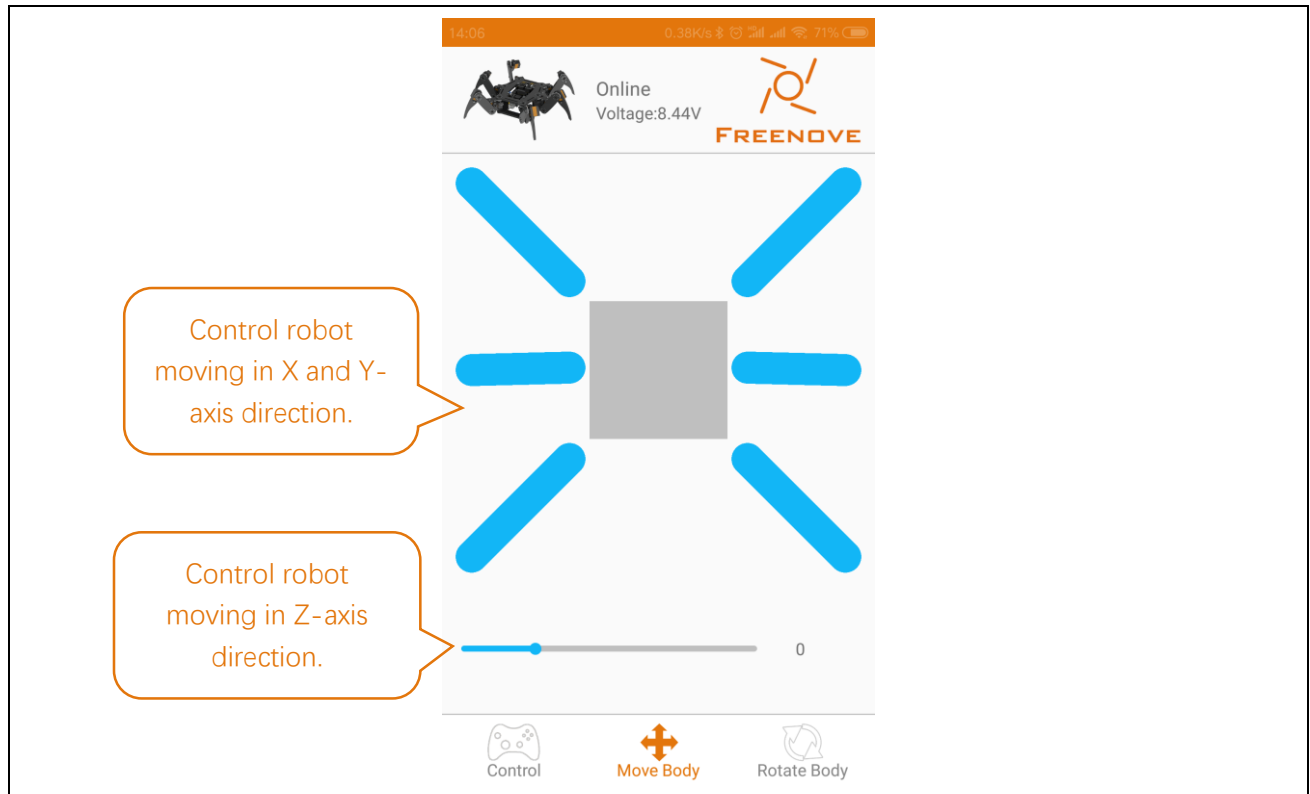 14:06 0.38K/s 71%
Online
Voltage:8.44V
FREENOVE
Control robot
moving in X and Y-
axis direction.
Control robot
moving in Z-axis
direction.
0
Control Move Body Rotate Body